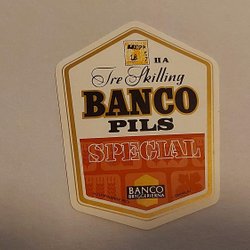 II A
Tre Skilling
BANCO
PILS
SPECIAL
BANCO
BRYGGERIERNA